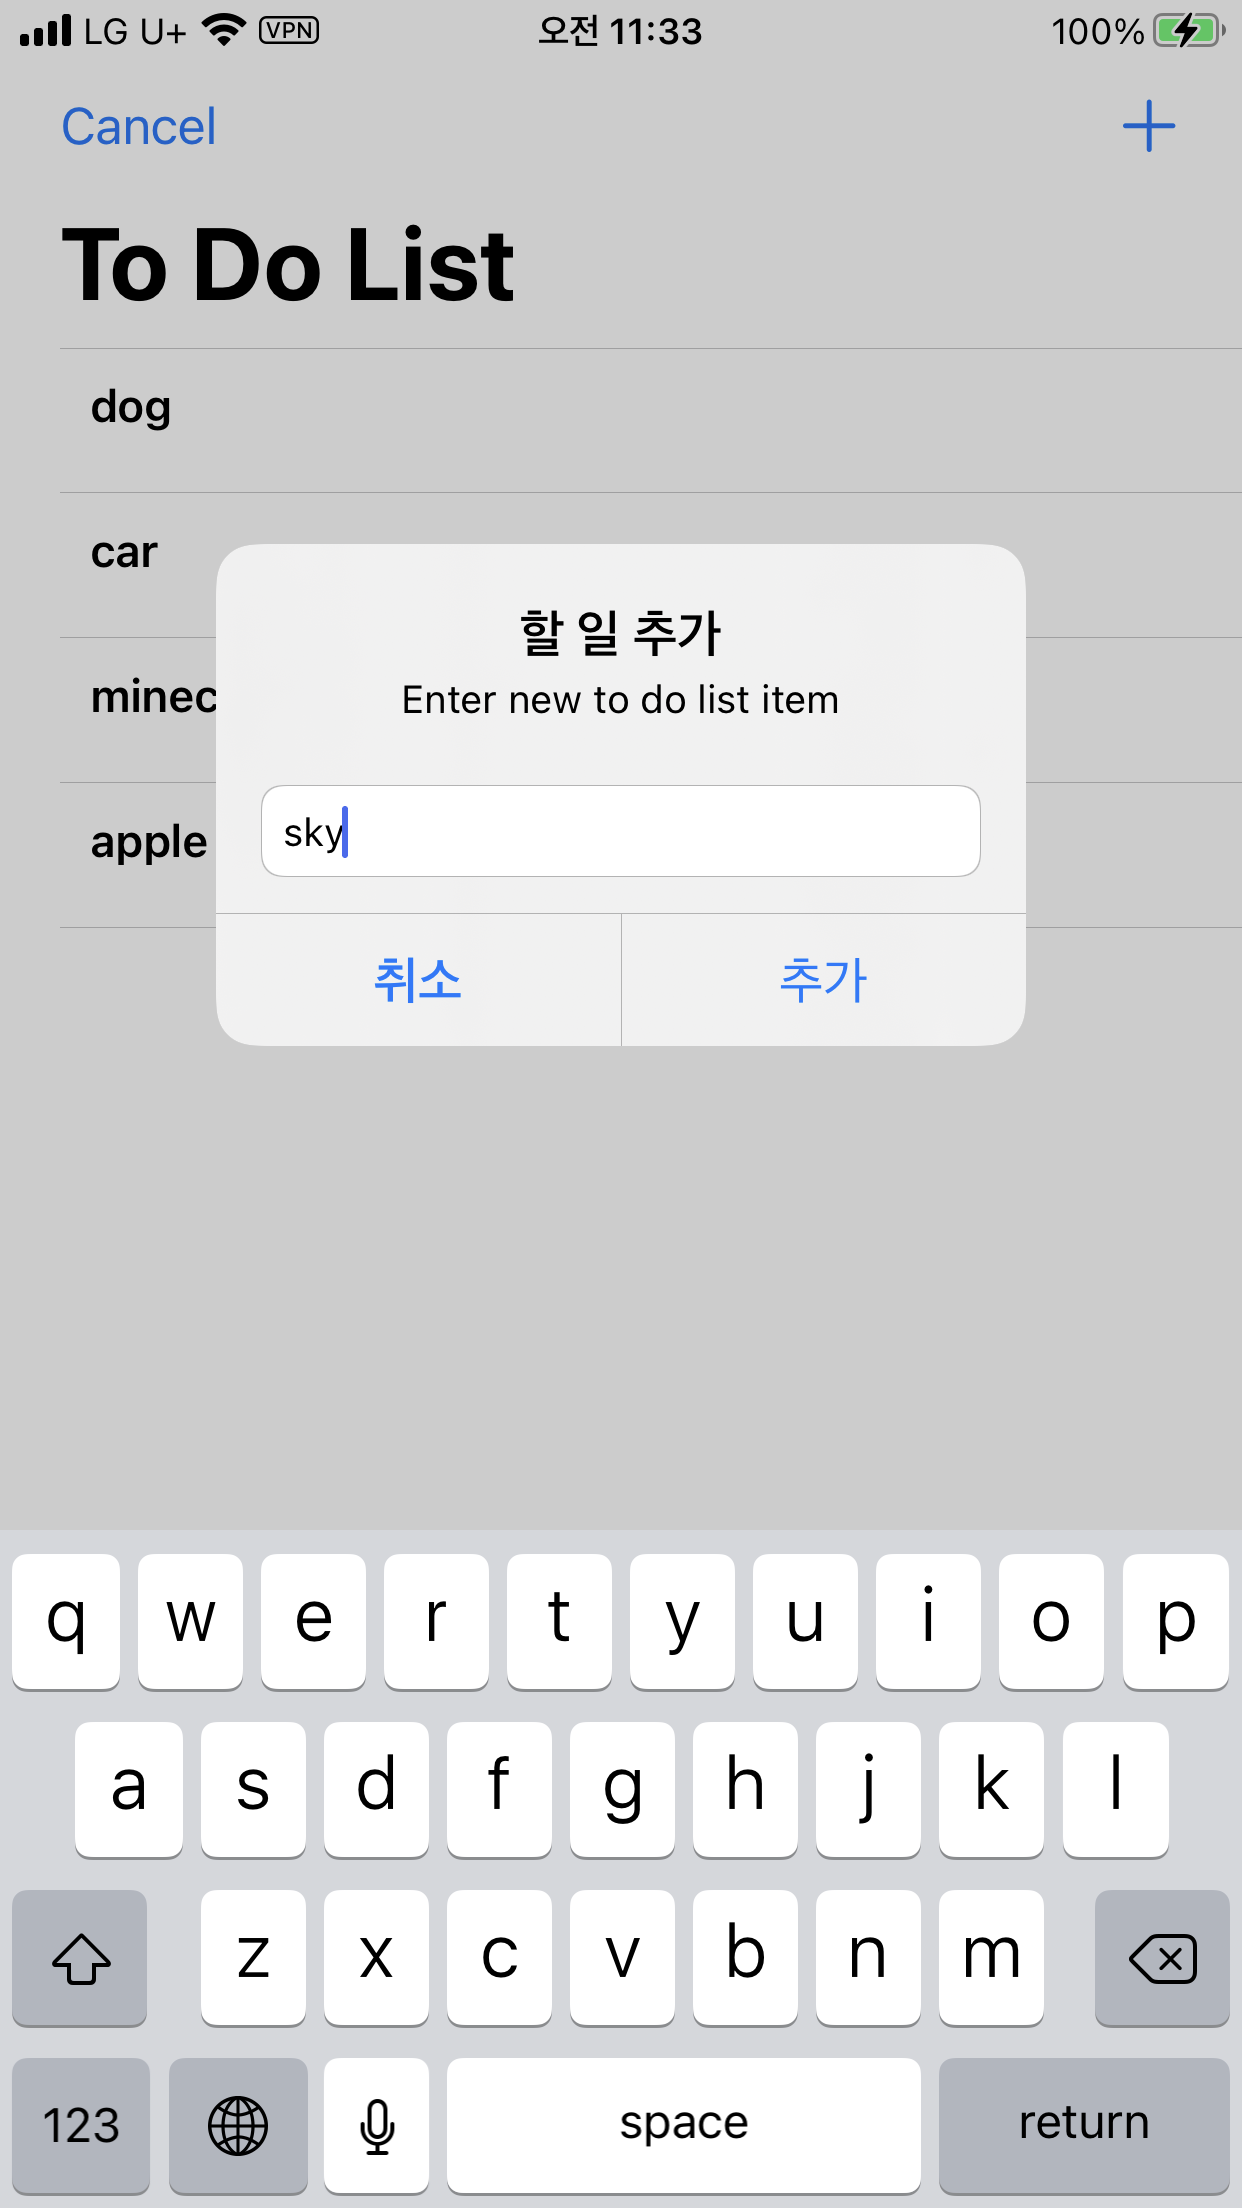 LG U+ VPN 오전 11:33 100%
Cancel
To Do List
dog
car
minec
apple
할 일 추가
Enter new to do list item
sky
취소 추가
q w e r t y u i o p
a s d f g h j k l
z x c v b n m
123 space return